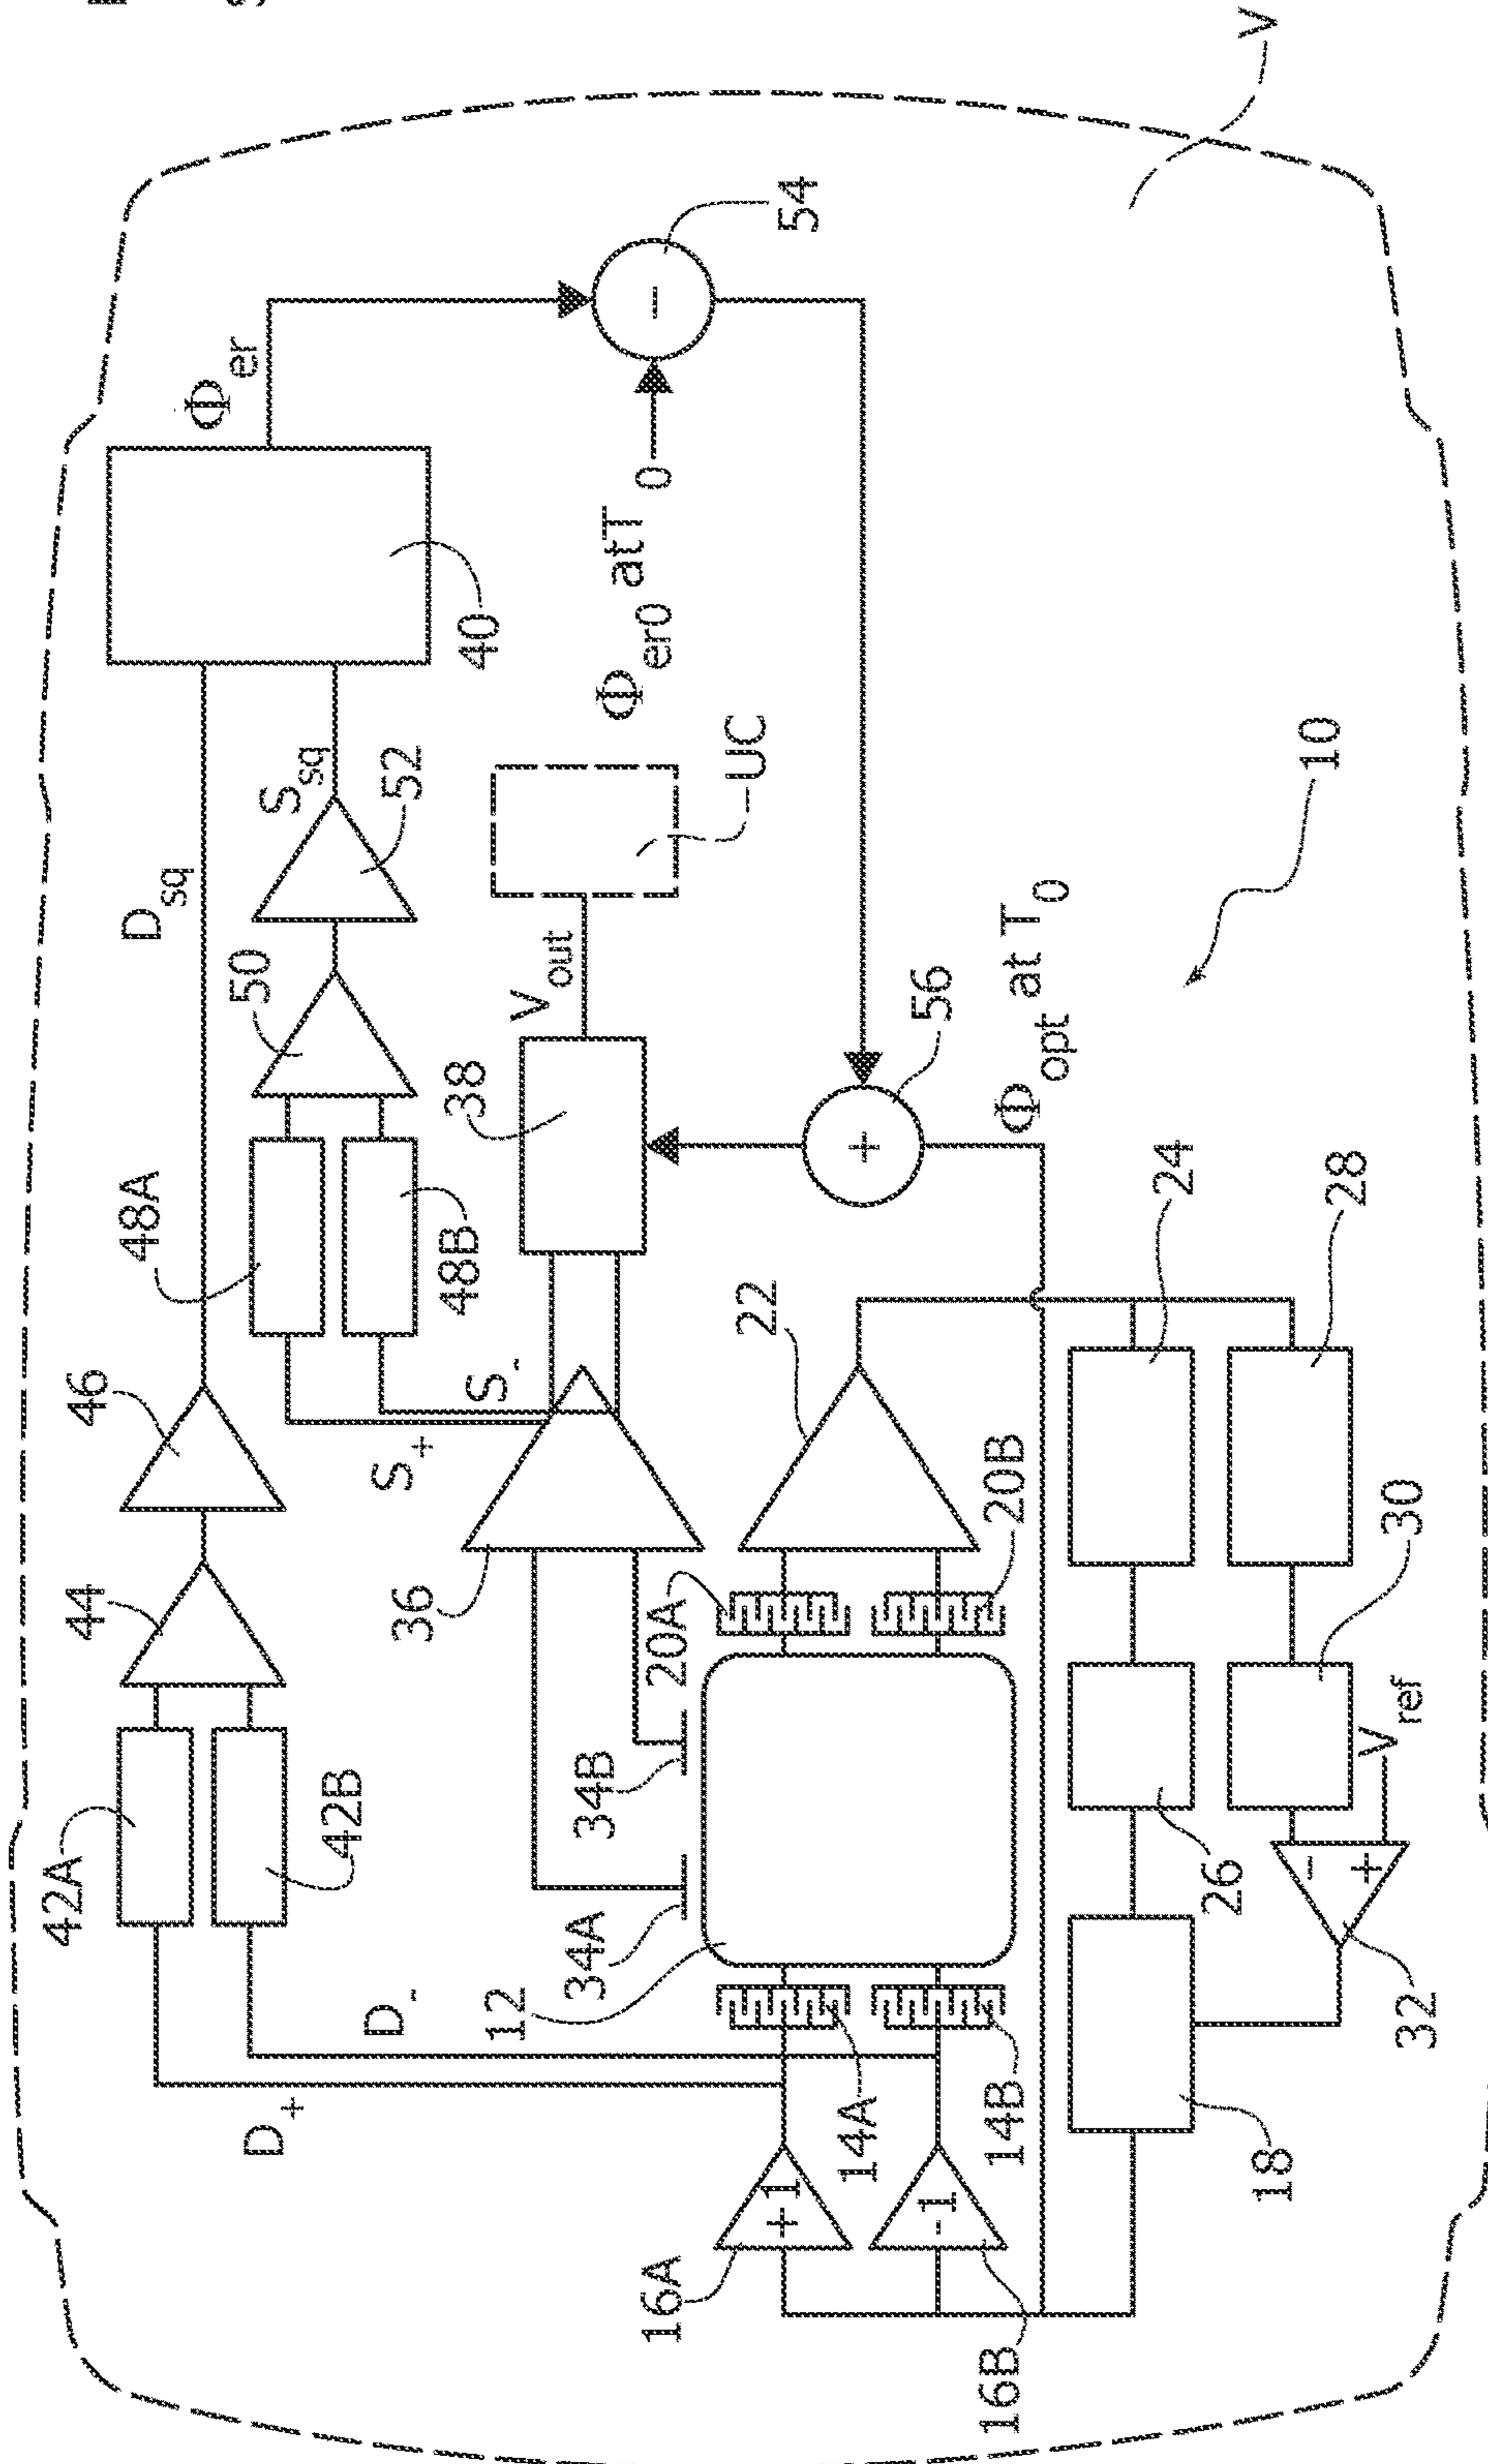 V
54
Φer
40
Φer0 at T0
UC
10
Dsq
Ssq
52
50
Vout
38
56
Φopt at T0
48A
48B
24
28
46
S-
S+
22
44
36
20A
20B
30
42A
42B
34B
34A
12
Vref
26
-
+
32
D-
D+
14A
14B
18
+1
-1
16A
16B
-
+